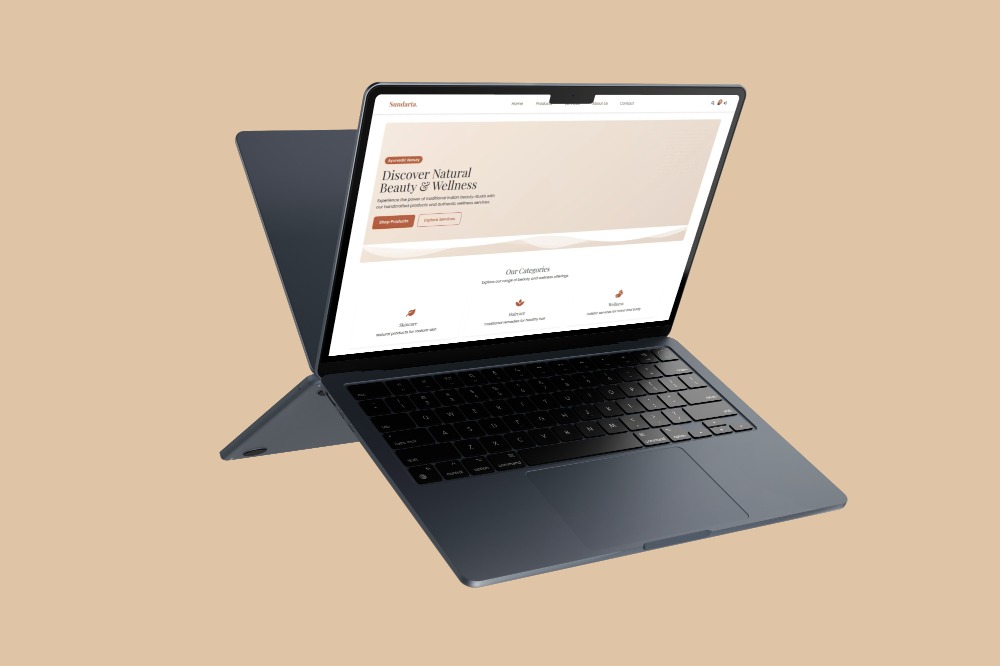 Sundarta.
Home
About Us
Contact
Ayurvedic Beauty
Discover Natural
Beauty & Wellness
Experience the power of traditional Indian beauty rituals with
our handcrafted products and authentic wellness services.
Shop Products
Explore Services
Our Categories
Explore our range of beauty and wellness offerings
Skincare
Natural products for radiant skin
Haircare
Traditional remedies for healthy hair
Wellness
Holistic services for mind and body